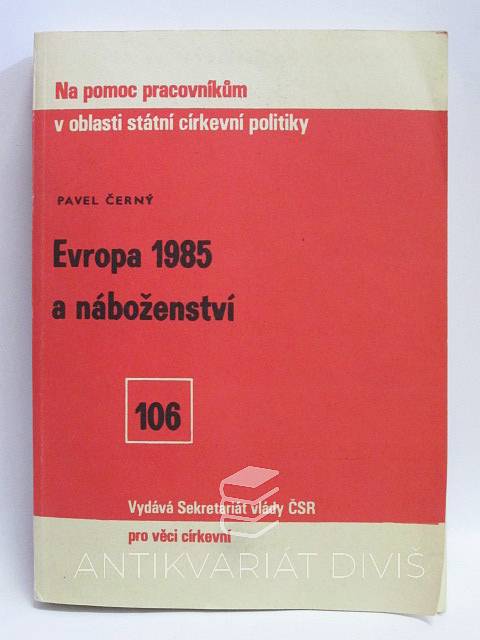 Na pomoc pracovníkům
v oblasti státní církevní politiky
PAVEL ČERNÝ
Evropa 1985
a náboženství
106
Vydává Sekretariát vlády ČSR
pro věci církevní
ANTIKVARIÁT DIVIŠ